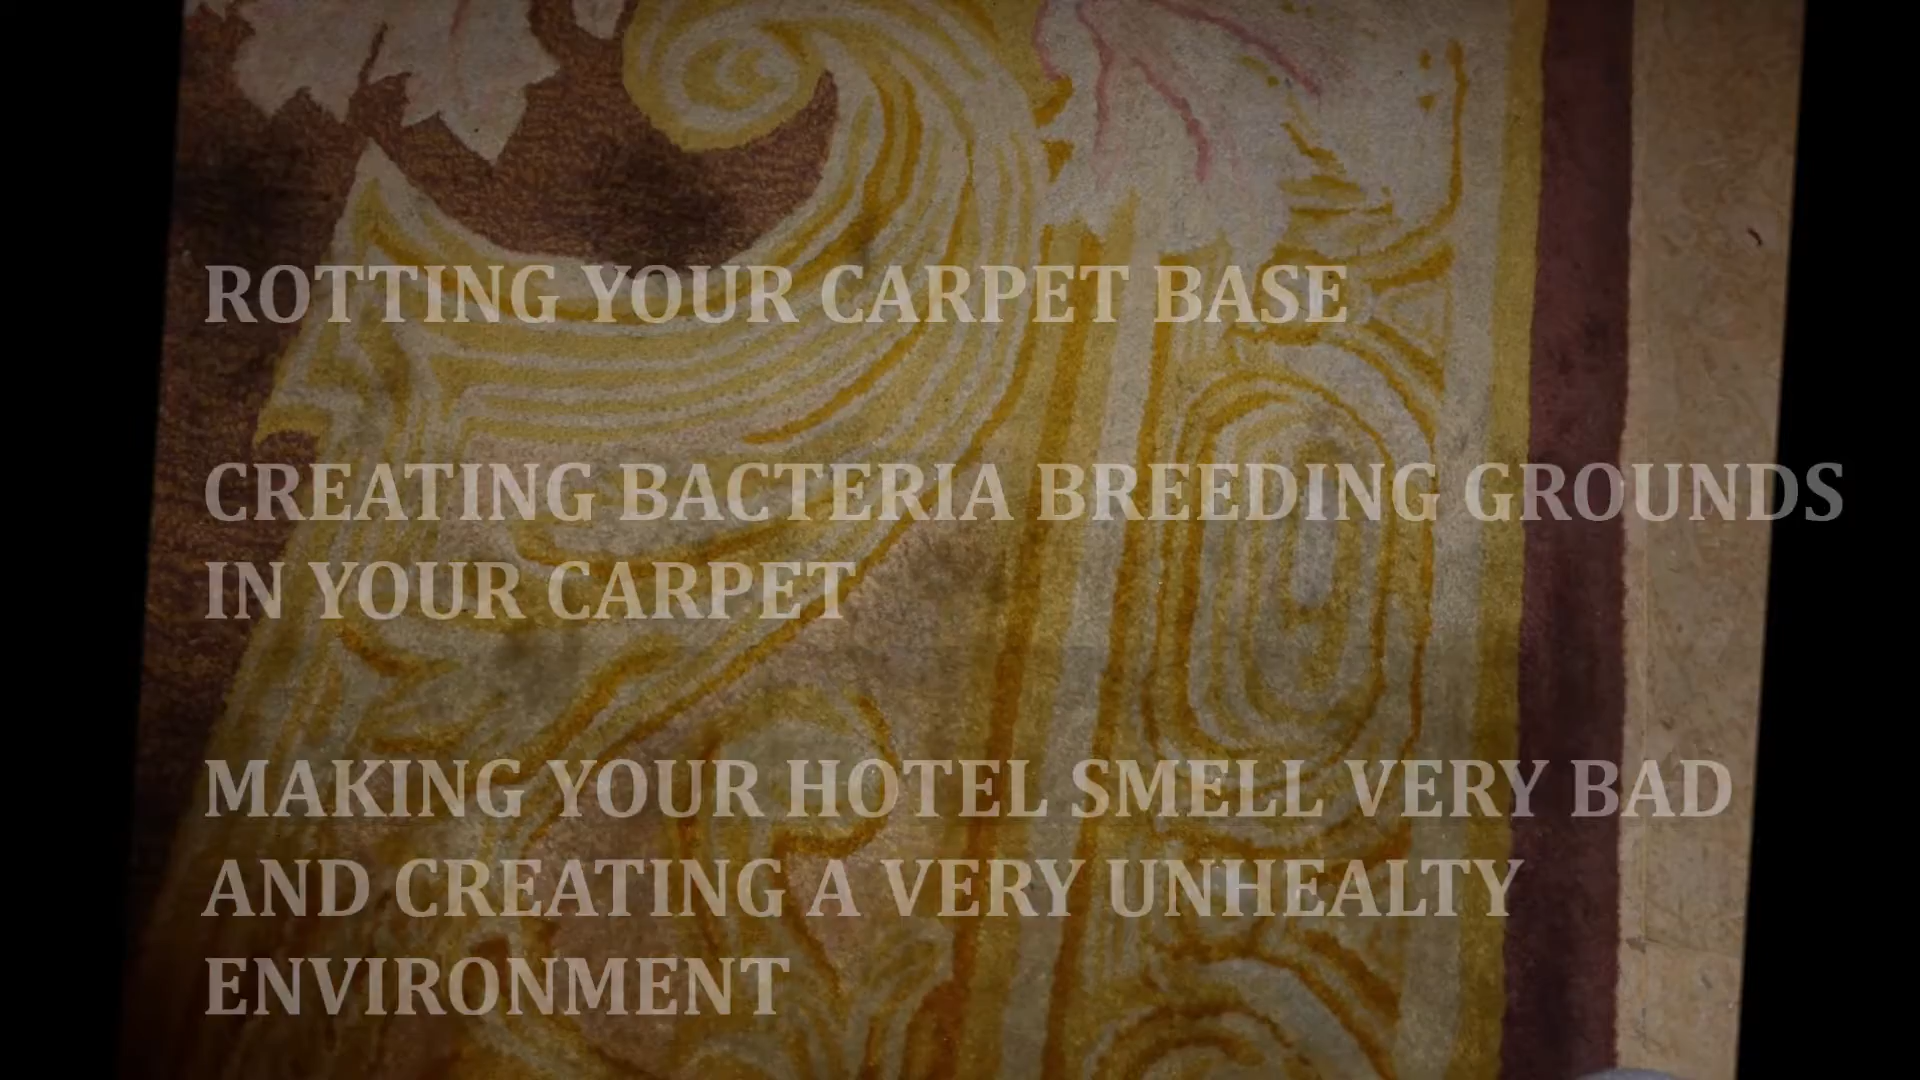 ROTTING YOUR CARPET BASE
CREATING BACTERIA BREEDING GROUNDS
IN YOUR CARPET
MAKING YOUR HOTEL SMELL VERY BAD
AND CREATING A VERY UNHEALTY
ENVIRONMENT